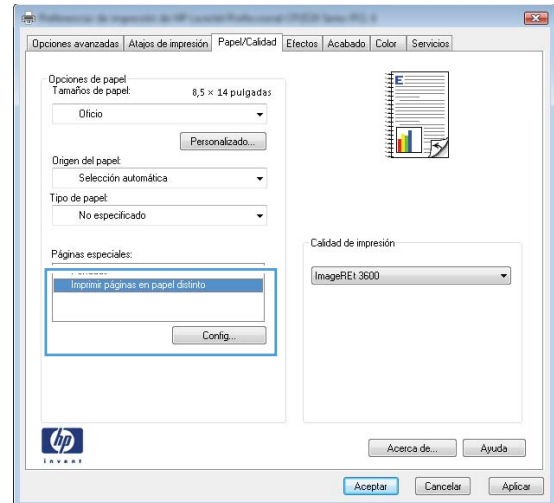 Opciones avanzadas Atajos de impresión Papel/Calidad Efectos Acabado Color Servicios
Opciones de papel
Tamaños de papel: 8,5 × 14 pulgadas
Oficio
Personalizado...
Origen del papel:
Selección automática
Tipo de papel:
No especificado
Páginas especiales:
Imprimir páginas en papel distinto
Config...
E
Calidad de impresión
ImageREt 3600
hp
invent
Acerca de... Ayuda
Aceptar Cancelar Aplicar